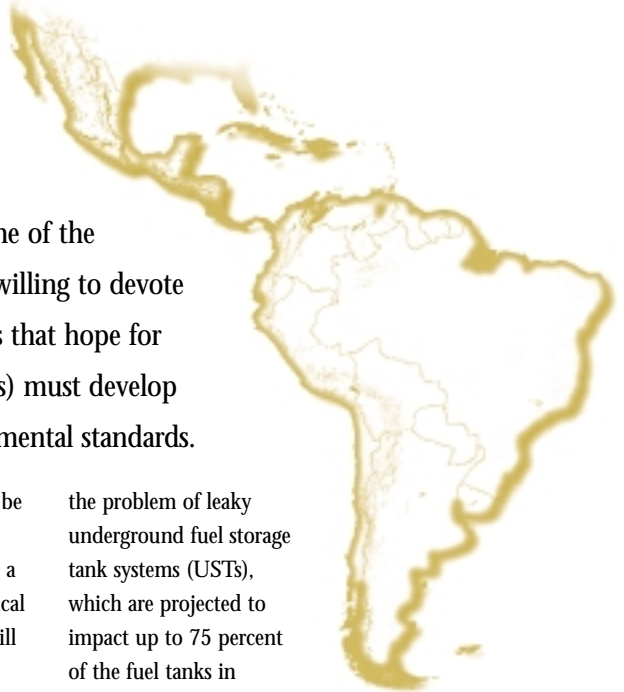 ne of the
willing to devote
s that hope for
s) must develop
mental standards.
be
a
cal
ill
the problem of leaky
underground fuel storage
tank systems (USTs),
which are projected to
impact up to 75 percent
of the fuel tanks in